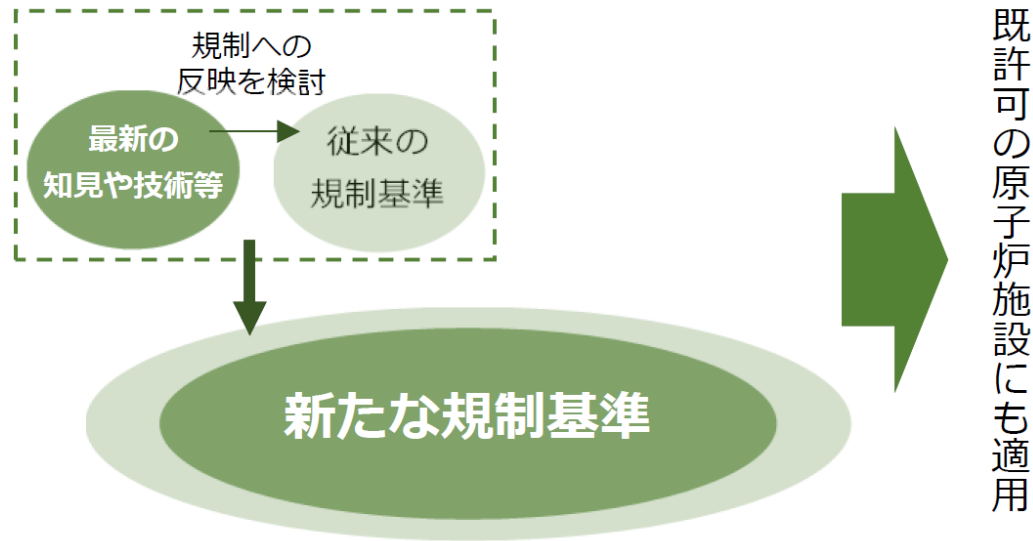 規制への
反映を検討
最新の
知見や技術等
従来の
規制基準
新たな規制基準
既許可の原子炉施設にも適用